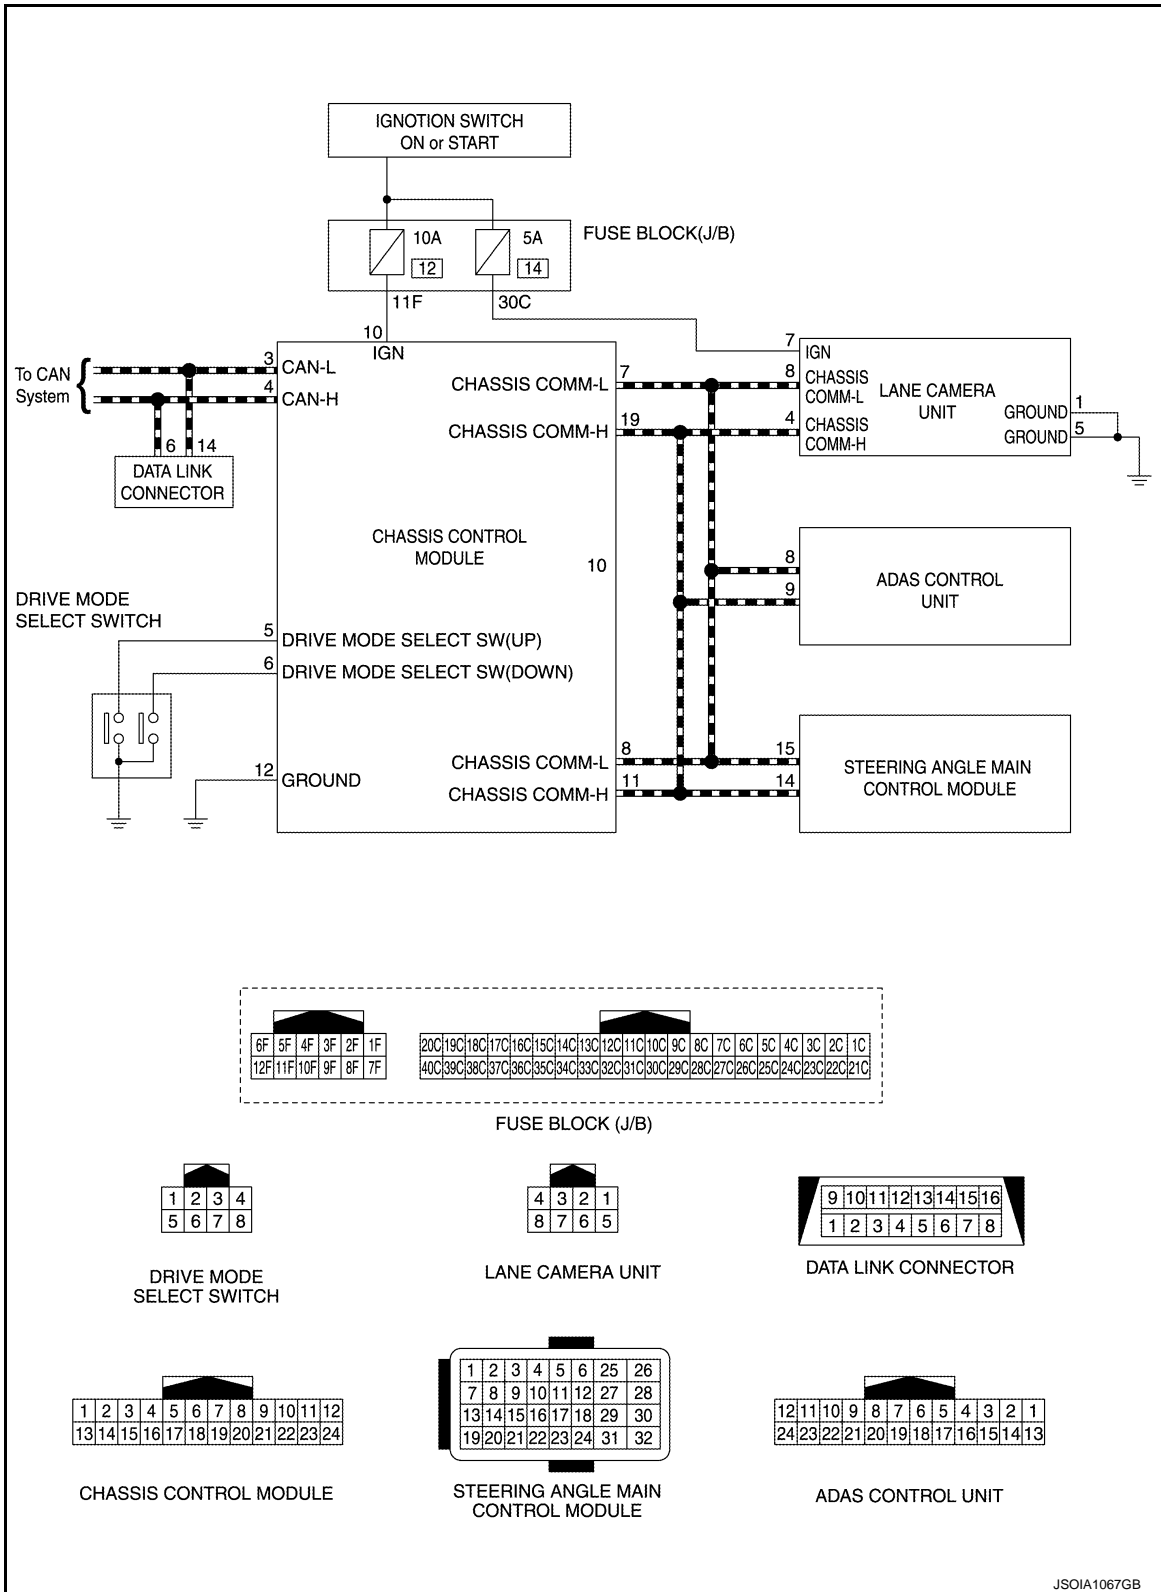 IGNOTION SWITCH
ON or START
FUSE BLOCK(J/B)
10A
12
5A
14
11F
30C
10
IGN
To CAN
System
{
3
CAN-L
4
CAN-H
6
14
DATA LINK
CONNECTOR
CHASSIS COMM-L
7
CHASSIS COMM-H
19
7
IGN
8
CHASSIS
COMM-L
4
CHASSIS
COMM-H
LANE CAMERA
UNIT
GROUND
1
GROUND
5
CHASSIS CONTROL
MODULE
10
8
9
ADAS CONTROL
UNIT
DRIVE MODE
SELECT SWITCH
5
DRIVE MODE SELECT SW(UP)
6
DRIVE MODE SELECT SW(DOWN)
12
GROUND
CHASSIS COMM-L
8
CHASSIS COMM-H
11
15
14
STEERING ANGLE MAIN
CONTROL MODULE
6F 5F 4F 3F 2F 1F
12F 11F 10F 9F 8F 7F
20C 19C 18C 17C 16C 15C 14C 13C 12C 11C 10C 9C 8C 7C 6C 5C 4C 3C 2C 1C
40C 39C 38C 37C 36C 35C 34C 33C 32C 31C 30C 29C 28C 27C 26C 25C 24C 23C 22C 21C
FUSE BLOCK (J/B)
1 2 3 4
5 6 7 8
DRIVE MODE
SELECT SWITCH
4 3 2 1
8 7 6 5
LANE CAMERA UNIT
9 10 11 12 13 14 15 16
1 2 3 4 5 6 7 8
DATA LINK CONNECTOR
1 2 3 4 5 6 7 8 9 10 11 12
13 14 15 16 17 18 19 20 21 22 23 24
CHASSIS CONTROL MODULE
1 2 3 4 5 6 25 26
7 8 9 10 11 12 27 28
13 14 15 16 17 18 29 30
19 20 21 22 23 24 31 32
STEERING ANGLE MAIN
CONTROL MODULE
12 11 10 9 8 7 6 5 4 3 2 1
24 23 22 21 20 19 18 17 16 15 14 13
ADAS CONTROL UNIT
JSOIA1067GB